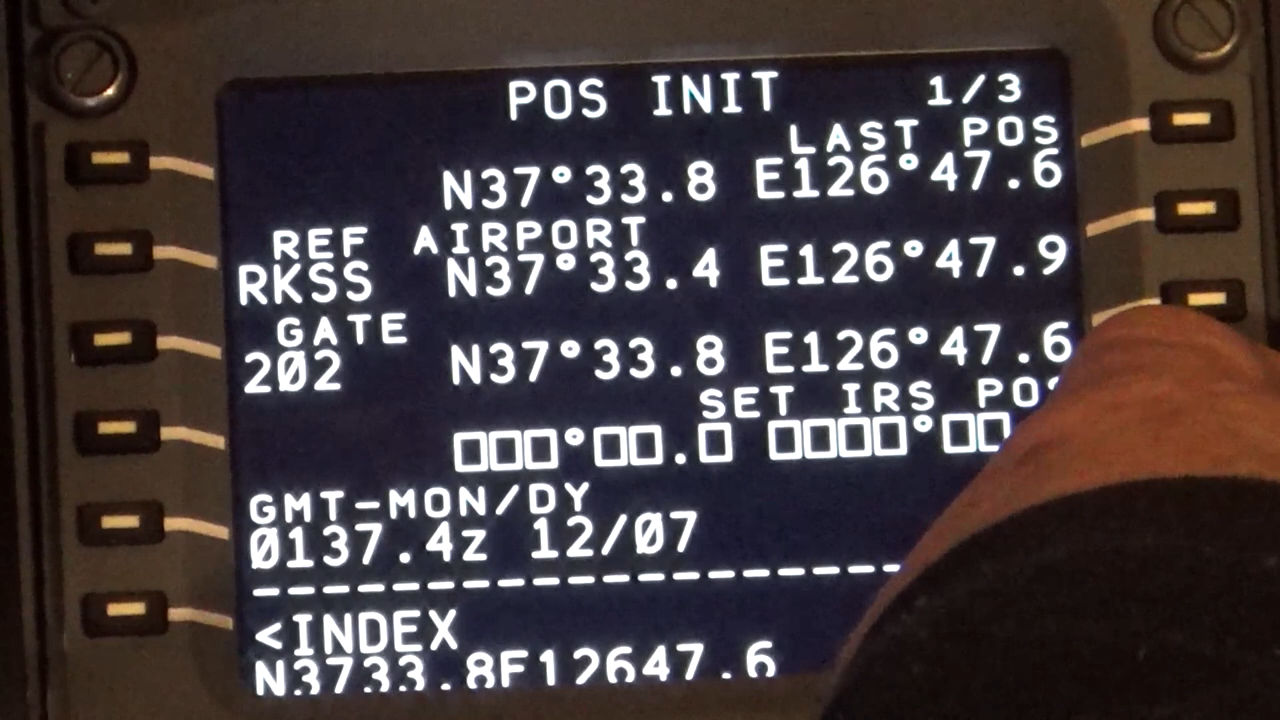 POS INIT 1/3
LAST POS
N37°33.8 E126°47.6
REF AIRPORT
RKSS N37°33.4 E126°47.9
GATE
202 N37°33.8 E126°47.6
SET IRS POS
□□□°□□.□ □□□□°□□
GMT-MON/DY
0137.4z 12/07
--------------------
<INDEX
N3733.8E12647.6